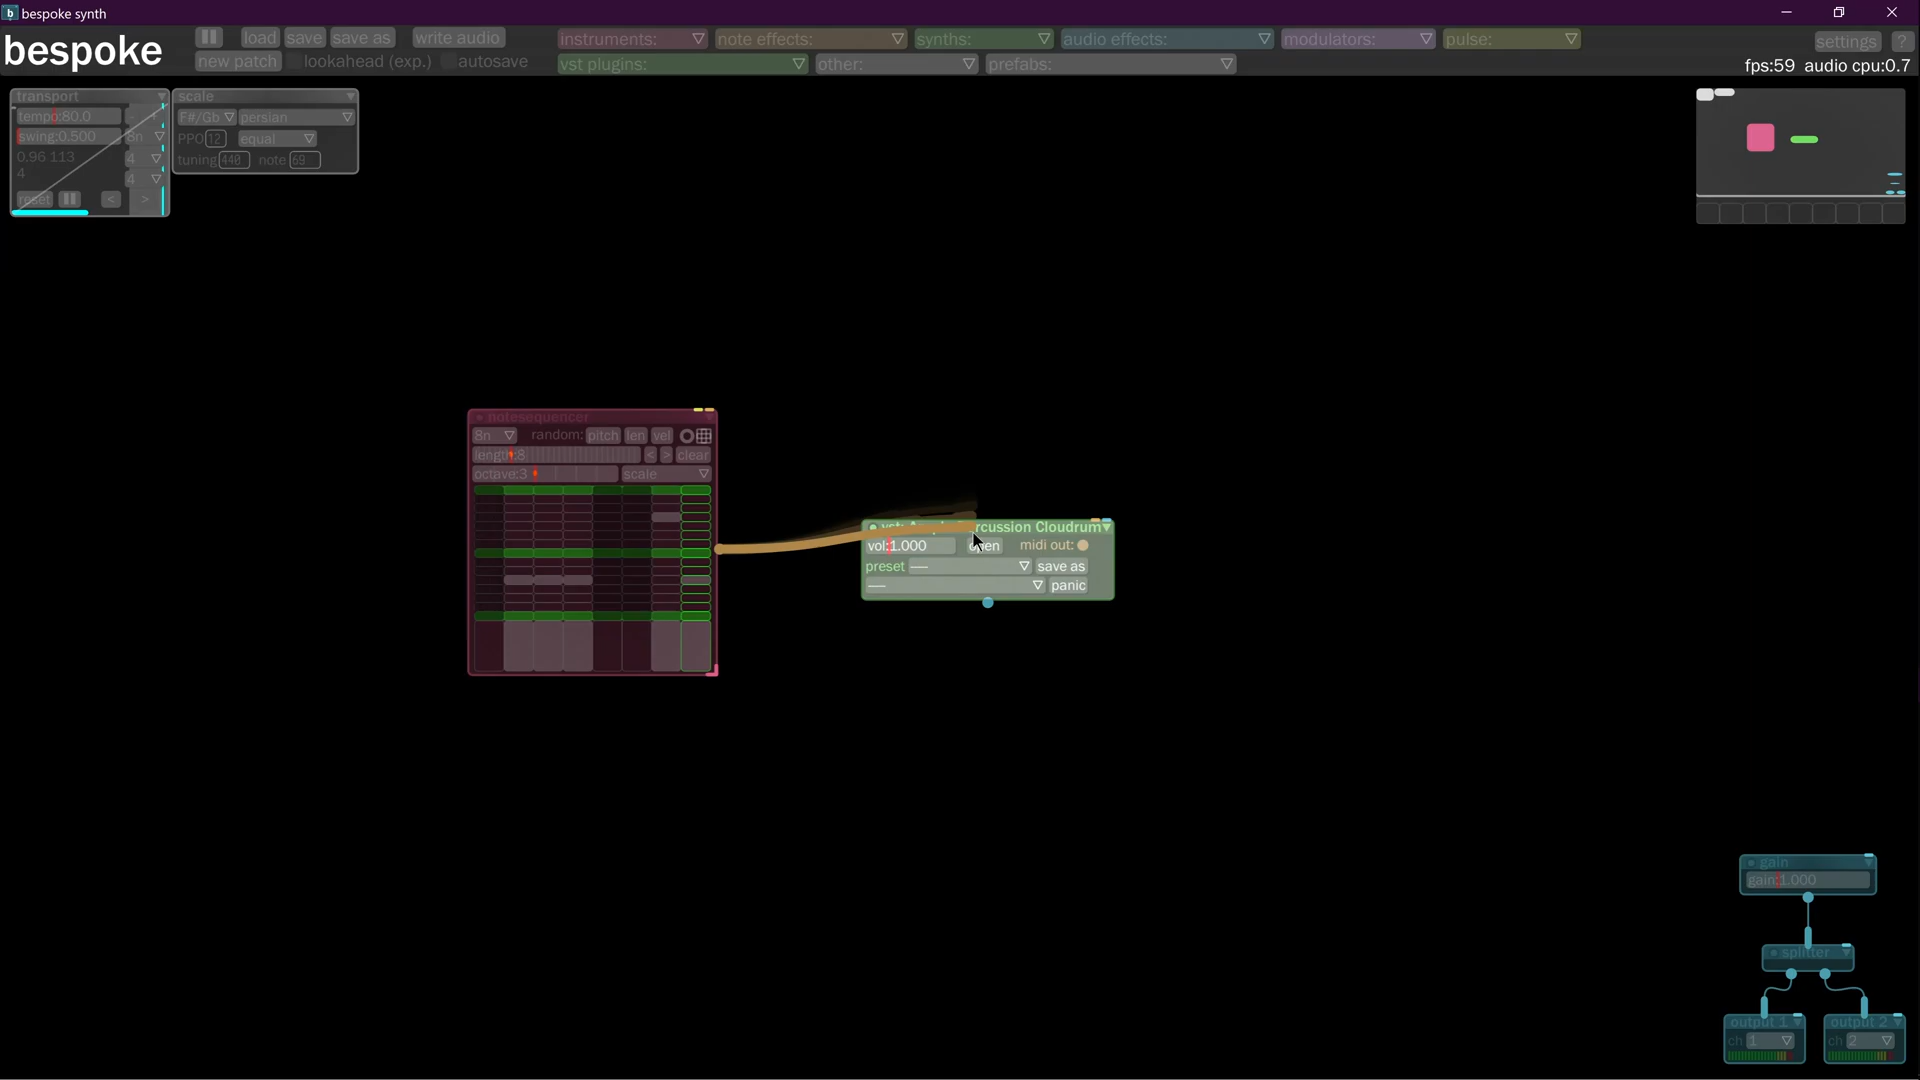 bespoke synth
bespoke
load save save as write audio
new patch lookahead (exp.) autosave
instruments: note effects: synths: audio effects: modulators: pulse:
vst plugins: other: prefabs:
settings ?
fps:59 audio cpu:0.7
transport
tempo:80.0 - +
swing:0.500 8n
0.96 113 4
4 4
reset < >
scale
F#/Gb persian
PPO 12 equal
tuning 440 note 69
notesequencer
8n random: pitch len vel
length:8 < > clear
octave:3 scale
rcussion Cloudrum
vol:1.000 open midi out:
preset — save as
— panic
gain
gain:1.000
splitter
output 1 output 2
ch 1 ch 2